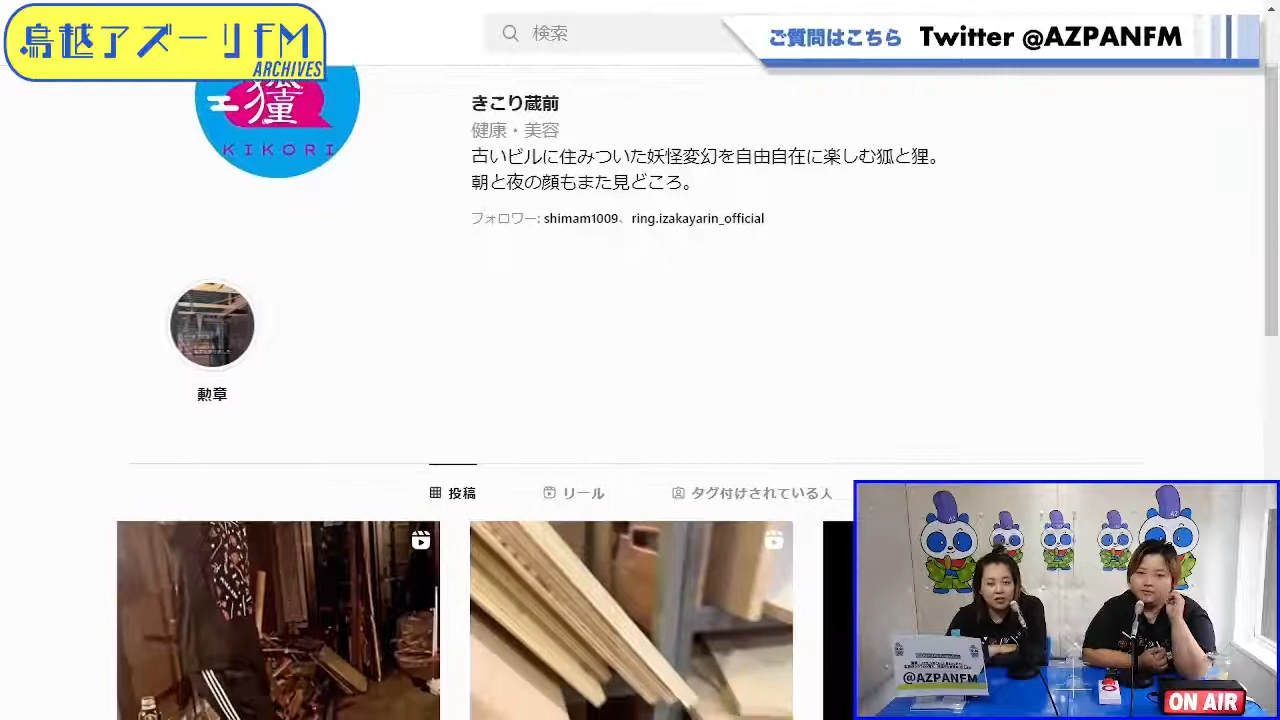 鳥越アズーリFM
ARCHIVES
検索
ご質問はこちら Twitter @AZPANFM
KIKORI
きこり蔵前
健康・美容
古いビルに住みついた妖怪変幻を自由自在に楽しむ狐と狸。
朝と夜の顔もまた見どころ。
フォロワー: shimam1009、ring.izakayarin_official
勲章
投稿
リール
タグ付けされている人
@AZPANFM
ON AIR